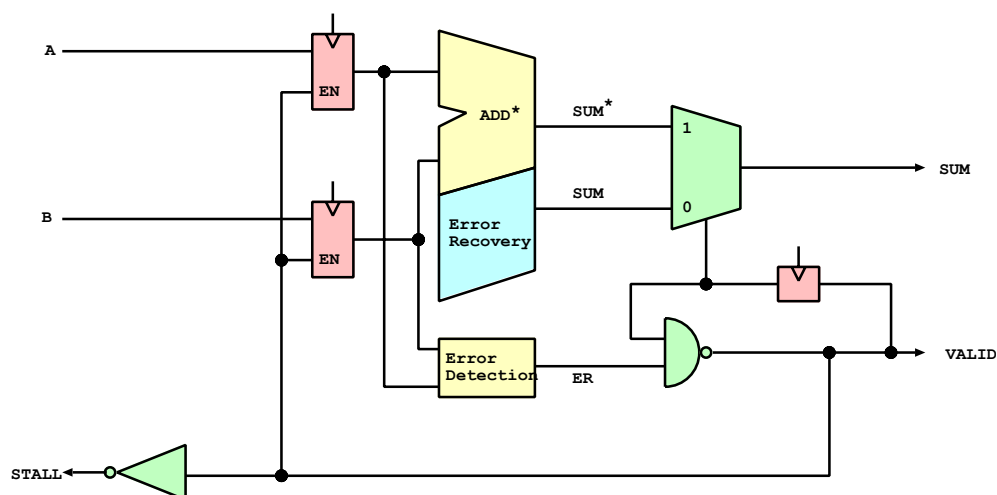 A
EN
ADD*
SUM*
1
SUM
SUM
0
B
EN
Error
Recovery
Error
Detection
ER
VALID
STALL